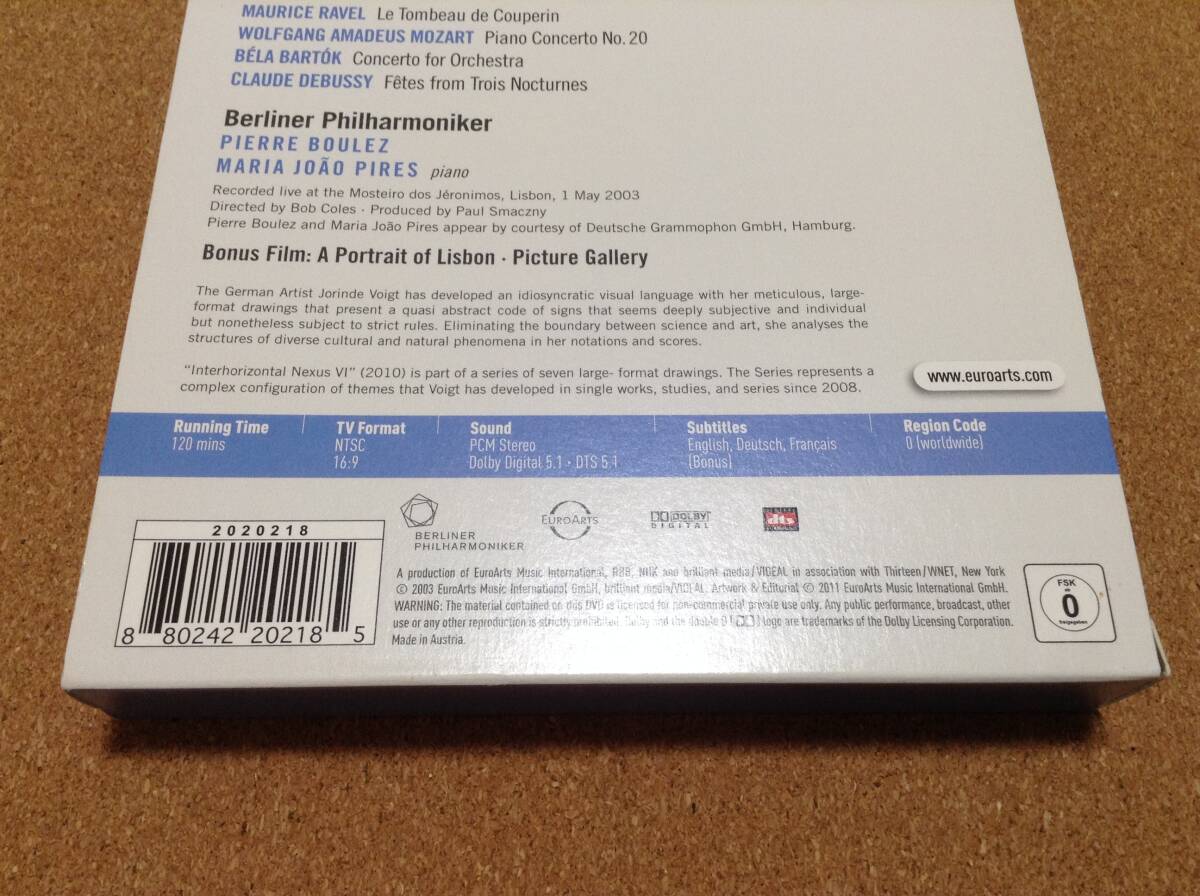 MAURICE RAVEL Le Tombeau de Couperin
WOLFGANG AMADEUS MOZART Piano Concerto No. 20
BÉLA BARTÓK Concerto for Orchestra
CLAUDE DEBUSSY Fêtes from Trois Nocturnes
Berliner Philharmoniker
PIERRE BOULEZ
MARIA JOÃO PIRES piano
Recorded live at the Mosteiro dos Jéronimos, Lisbon, 1 May 2003
Directed by Bob Coles · Produced by Paul Smaczny
Pierre Boulez and Maria João Pires appear by courtesy of Deutsche Grammophon GmbH, Hamburg.
Bonus Film: A Portrait of Lisbon · Picture Gallery
The German Artist Jorinde Voigt has developed an idiosyncratic visual language with her meticulous, large-
format drawings that present a quasi abstract code of signs that seems deeply subjective and individual
but nonetheless subject to strict rules. Eliminating the boundary between science and art, she analyses the
structures of diverse cultural and natural phenomena in her notations and scores.
"Interhorizontal Nexus VI" (2010) is part of a series of seven large- format drawings. The Series represents a
complex configuration of themes that Voigt has developed in single works, studies, and series since 2008.
www.euroarts.com
Running Time
120 mins
TV Format
NTSC
16:9
Sound
PCM Stereo
Dolby Digital 5.1 · DTS 5.1
Subtitles
English, Deutsch, Français
(Bonus)
Region Code
0 (worldwide)
2020218
8 80242 20218 5
BERLINER
PHILHARMONIKER
EUROARTS
DOLBY
DIGITAL
dts
A production of EuroArts Music International, RBB, NHK and brilliant media/VIDEAL in association with Thirteen/WNET, New York
© 2003 EuroArts Music International GmbH, brilliant media/VIDEAL. Artwork & Editorial © 2011 EuroArts Music International GmbH.
WARNING: The material contained on this DVD is licensed for non-commercial private use only. Any public performance, broadcast, other
use or any other reproduction is strictly prohibited. Dolby and the double D logo are trademarks of the Dolby Licensing Corporation.
Made in Austria.
FSK
ab
0
freigegeben